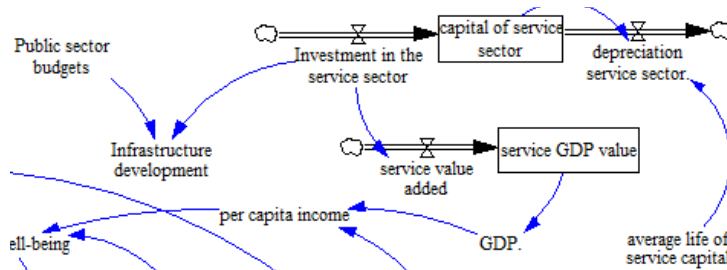 capital of service
sector
Public sector
budgets
Investment in the
service sector
depreciation
service sector.
Infrastructure
development
service value
added
service GDP value
per capita income
ell-being
GDP.
average life of
service capital